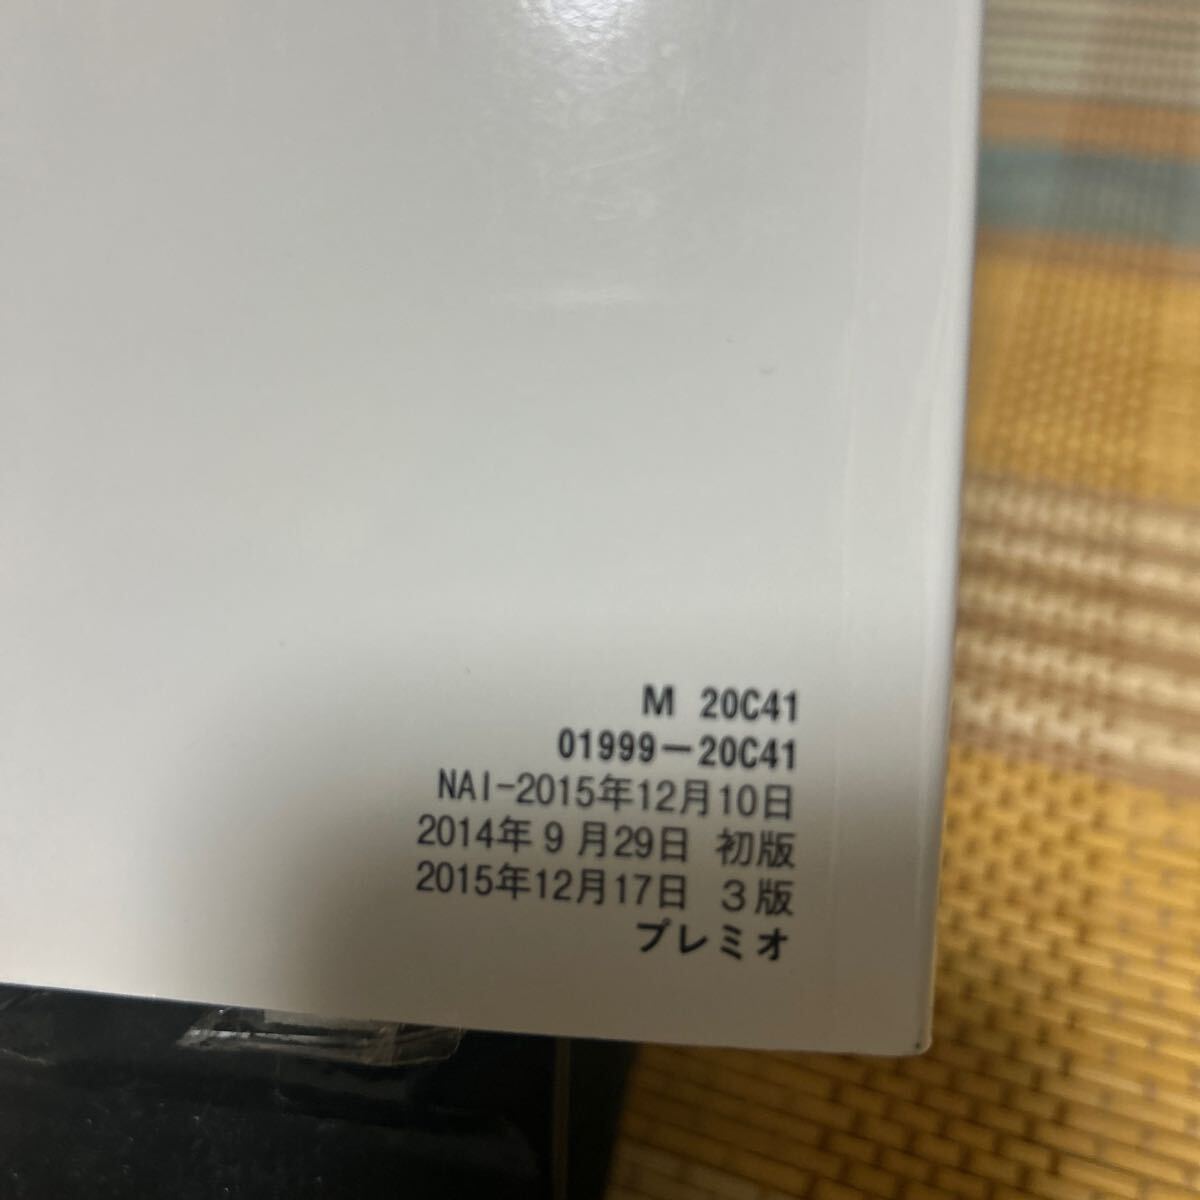 M 20C41
01999-20C41
NAI-2015年12月10日
2014年 9 月29日 初版
2015年12月17日 3版
プレミオ